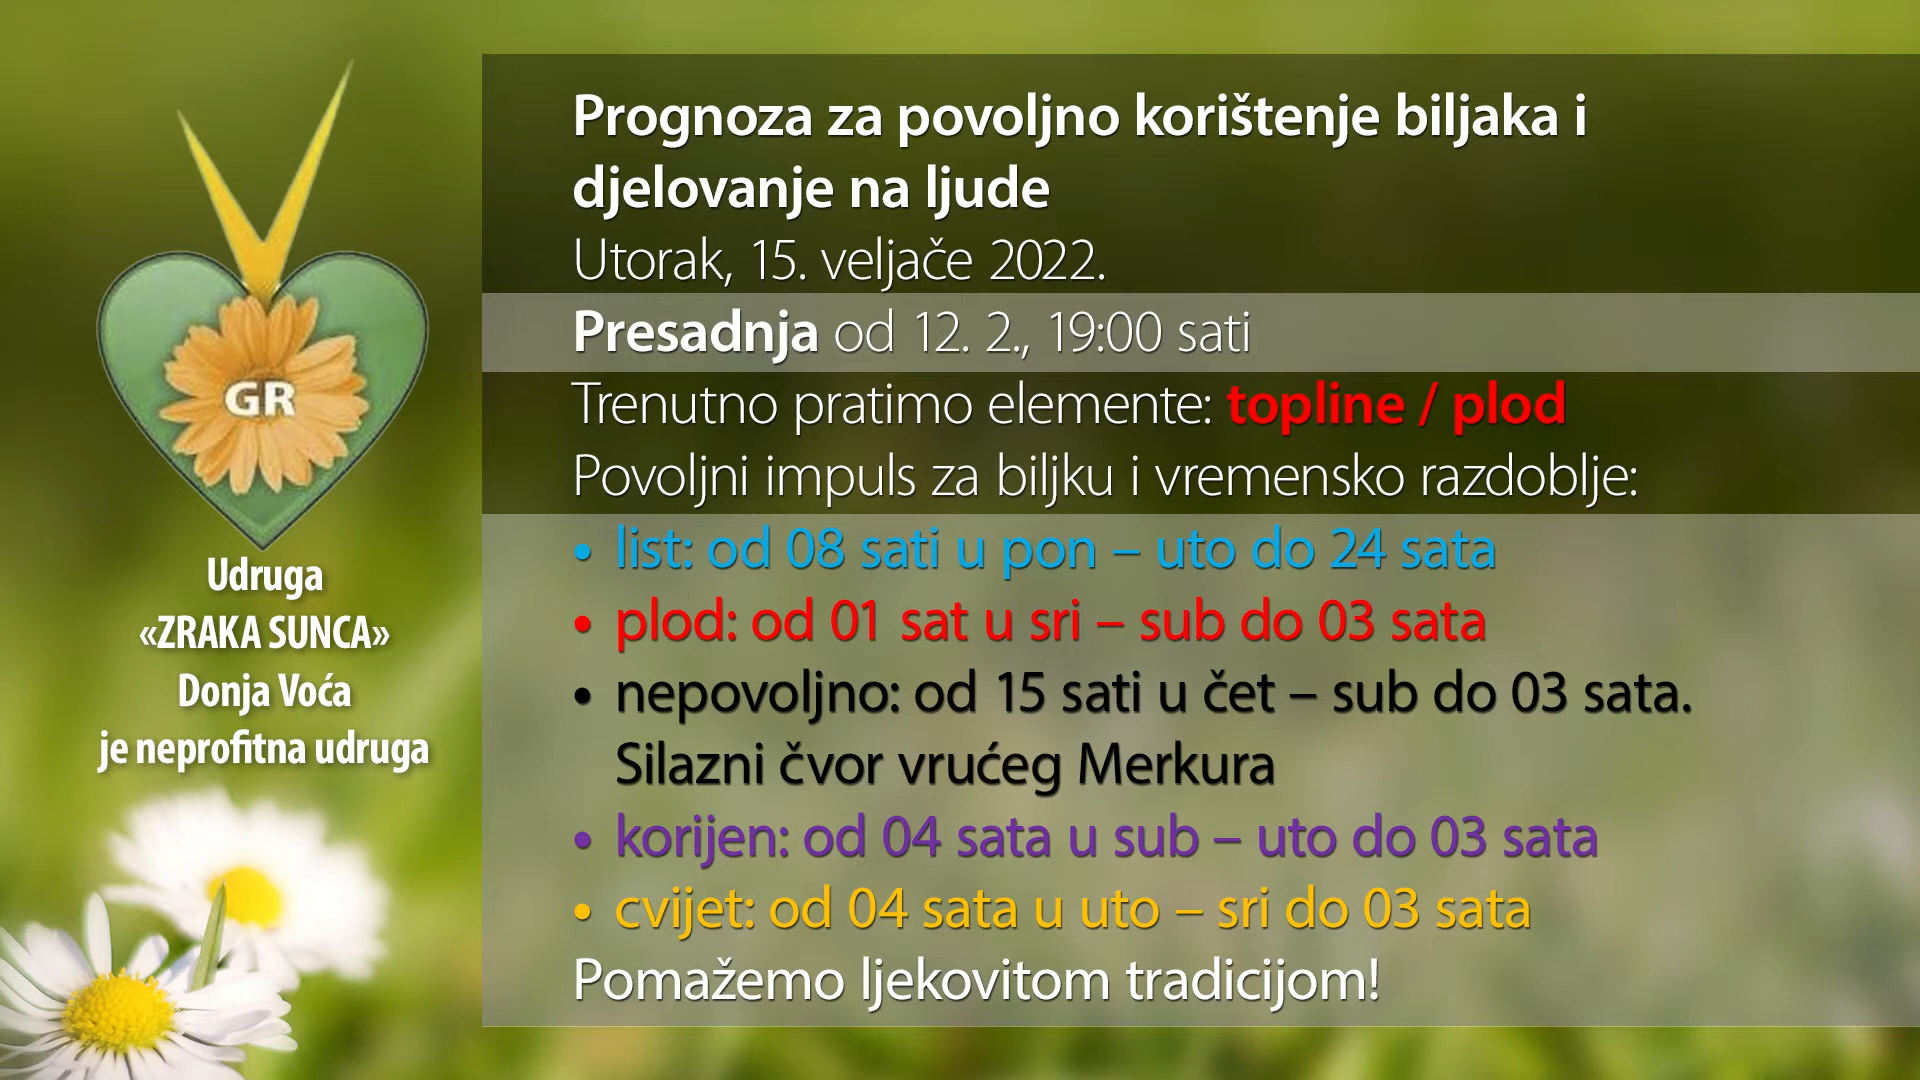 GR
Udruga
«ZRAKA SUNCA»
Donja Voća
je neprofitna udruga
Prognoza za povoljno korištenje biljaka i
djelovanje na ljude
Utorak, 15. veljače 2022.
Presadnja od 12. 2., 19:00 sati
Trenutno pratimo elemente: topline / plod
Povoljni impuls za biljku i vremensko razdoblje:
• list: od 08 sati u pon – uto do 24 sata
• plod: od 01 sat u sri – sub do 03 sata
• nepovoljno: od 15 sati u čet – sub do 03 sata.
Silazni čvor vrućeg Merkura
• korijen: od 04 sata u sub – uto do 03 sata
• cvijet: od 04 sata u uto – sri do 03 sata
Pomažemo ljekovitom tradicijom!